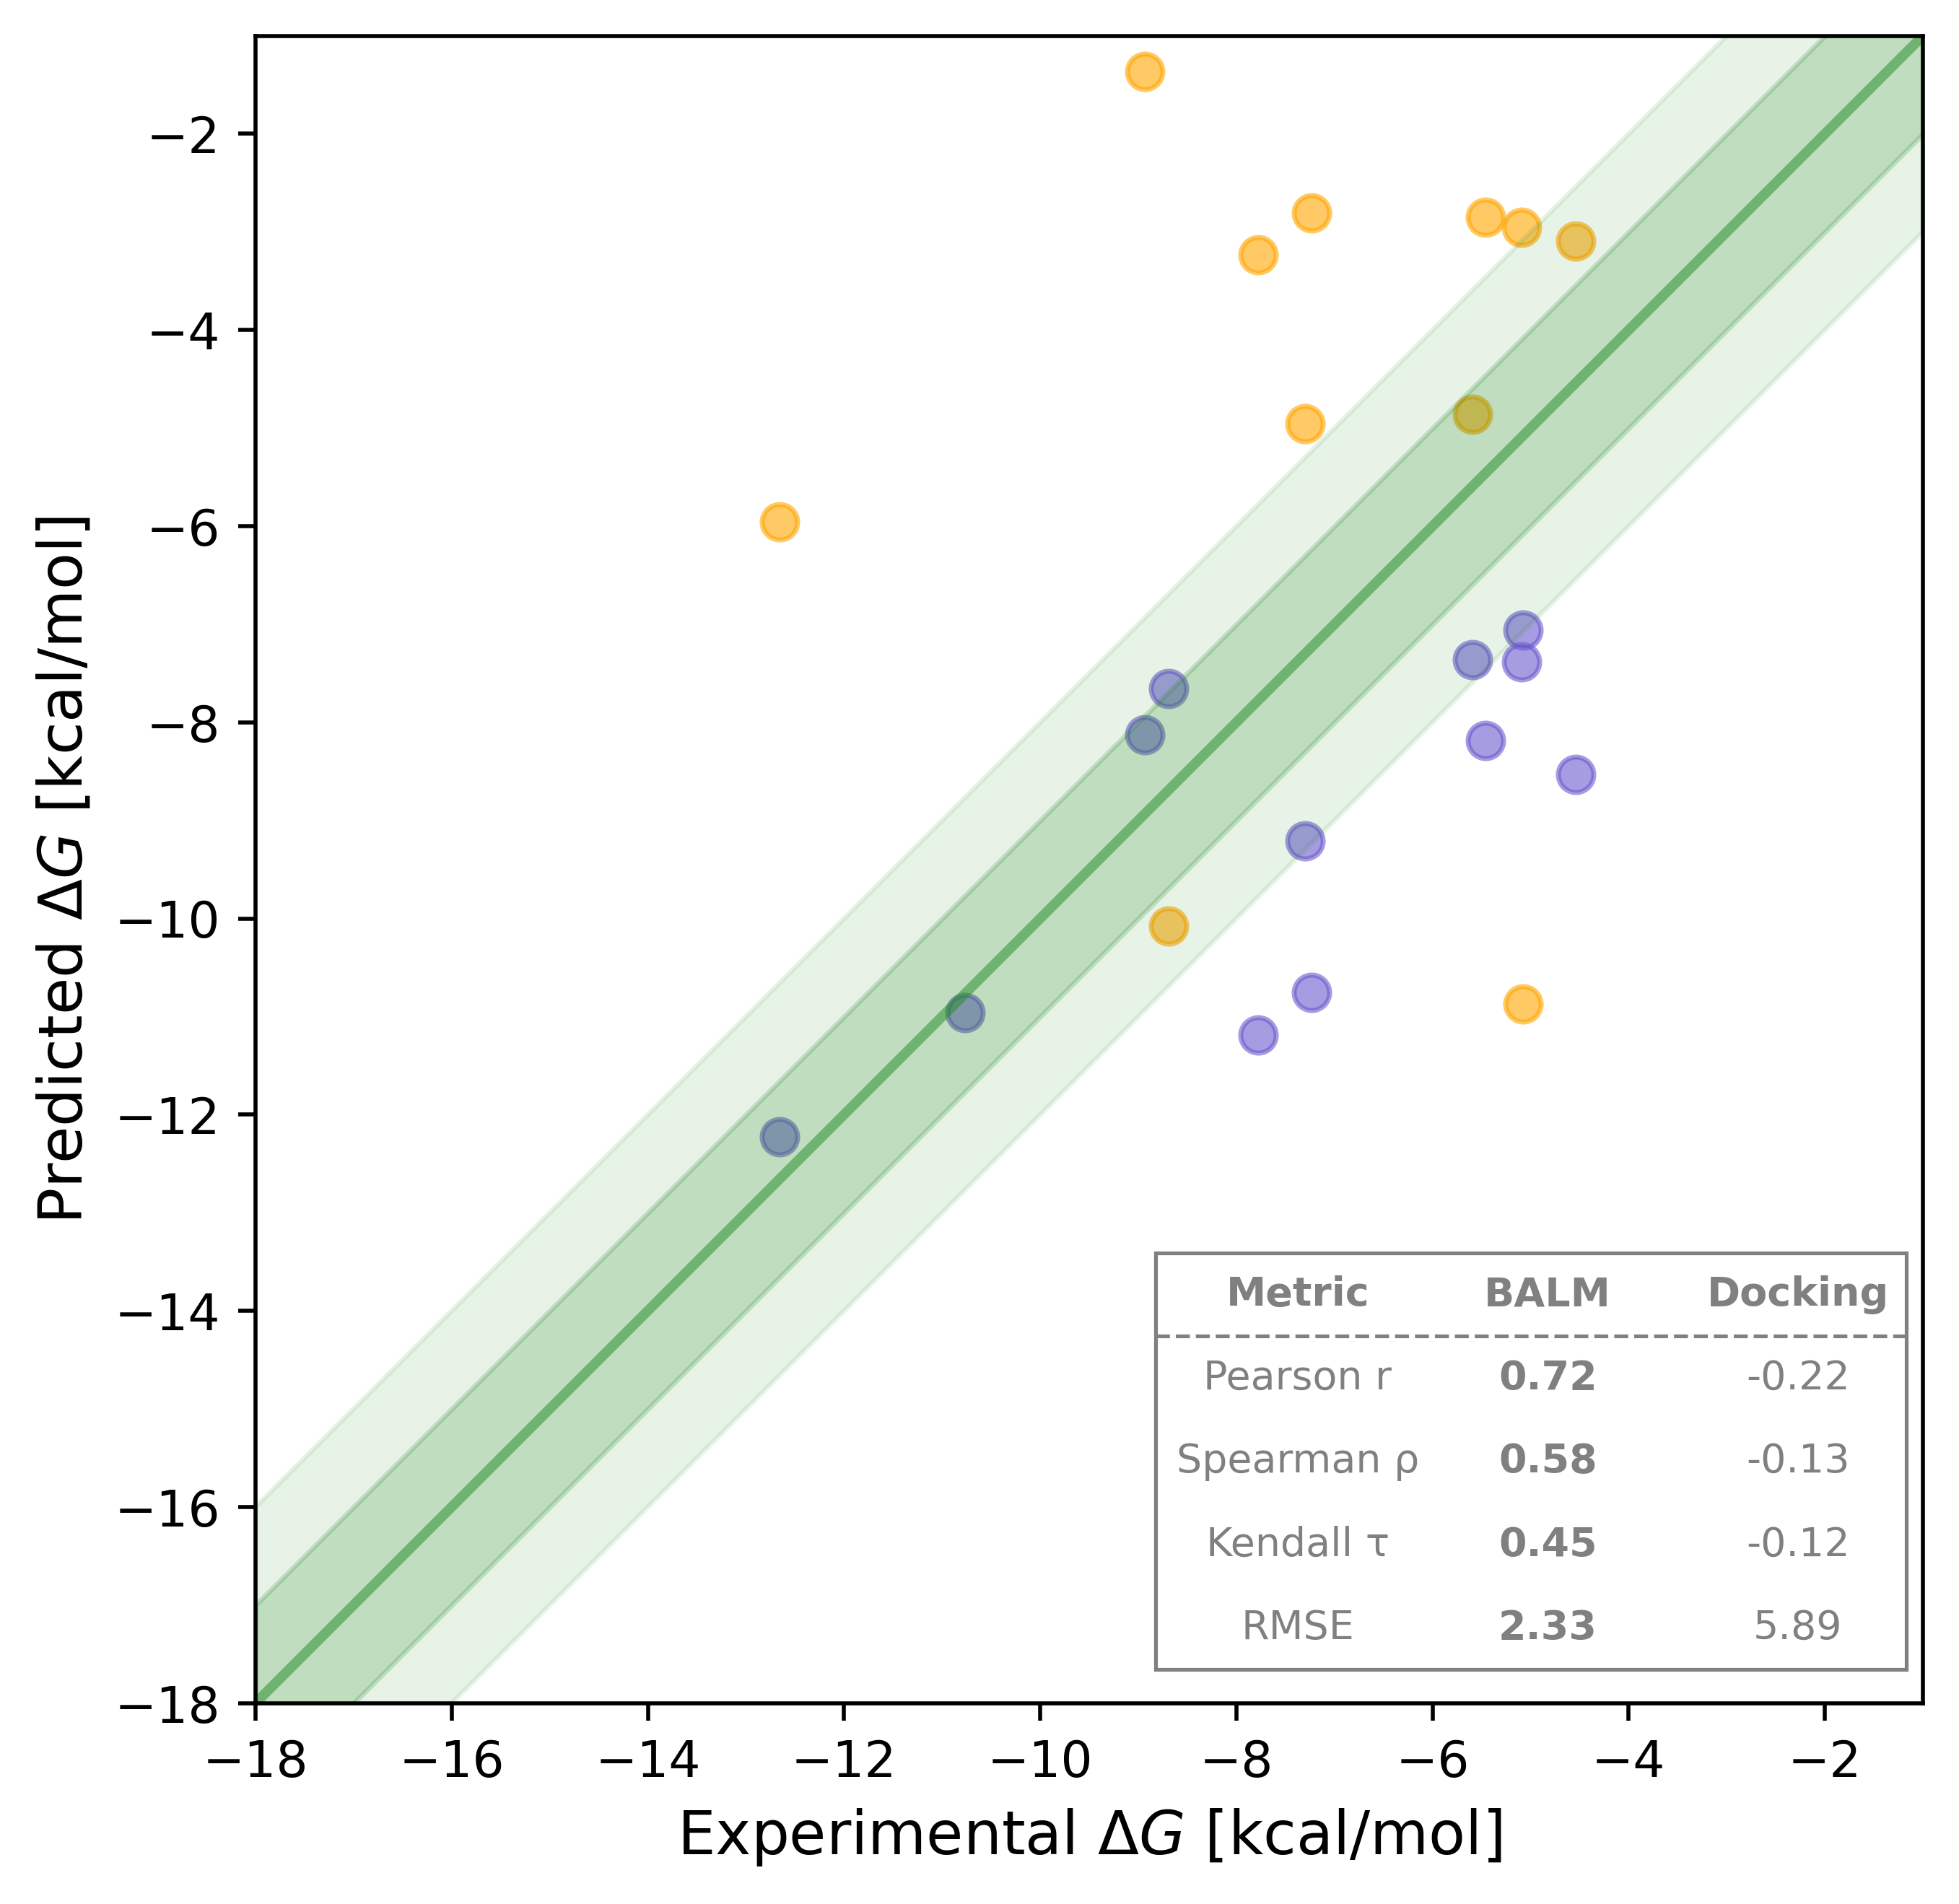 Predicted ΔG [kcal/mol]
−2
−4
−6
−8
−10
−12
−14
−16
−18
Metric BALM Docking
Pearson r 0.72 -0.22
Spearman ρ 0.58 -0.13
Kendall τ 0.45 -0.12
RMSE 2.33 5.89
−18 −16 −14 −12 −10 −8 −6 −4 −2
Experimental ΔG [kcal/mol]